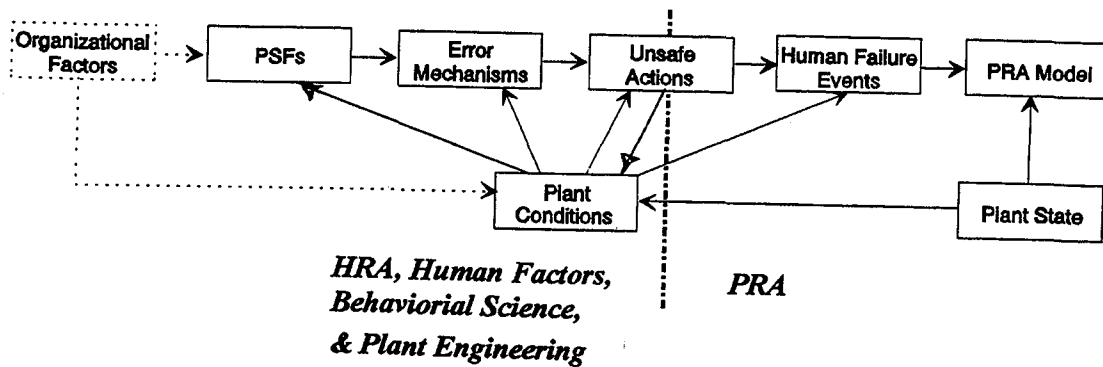 Organizational
Factors
PSFs
Error
Mechanisms
Unsafe
Actions
Human Failure
Events
PRA Model
Plant
Conditions
Plant State
HRA, Human Factors,
Behaviorial Science,
& Plant Engineering
PRA